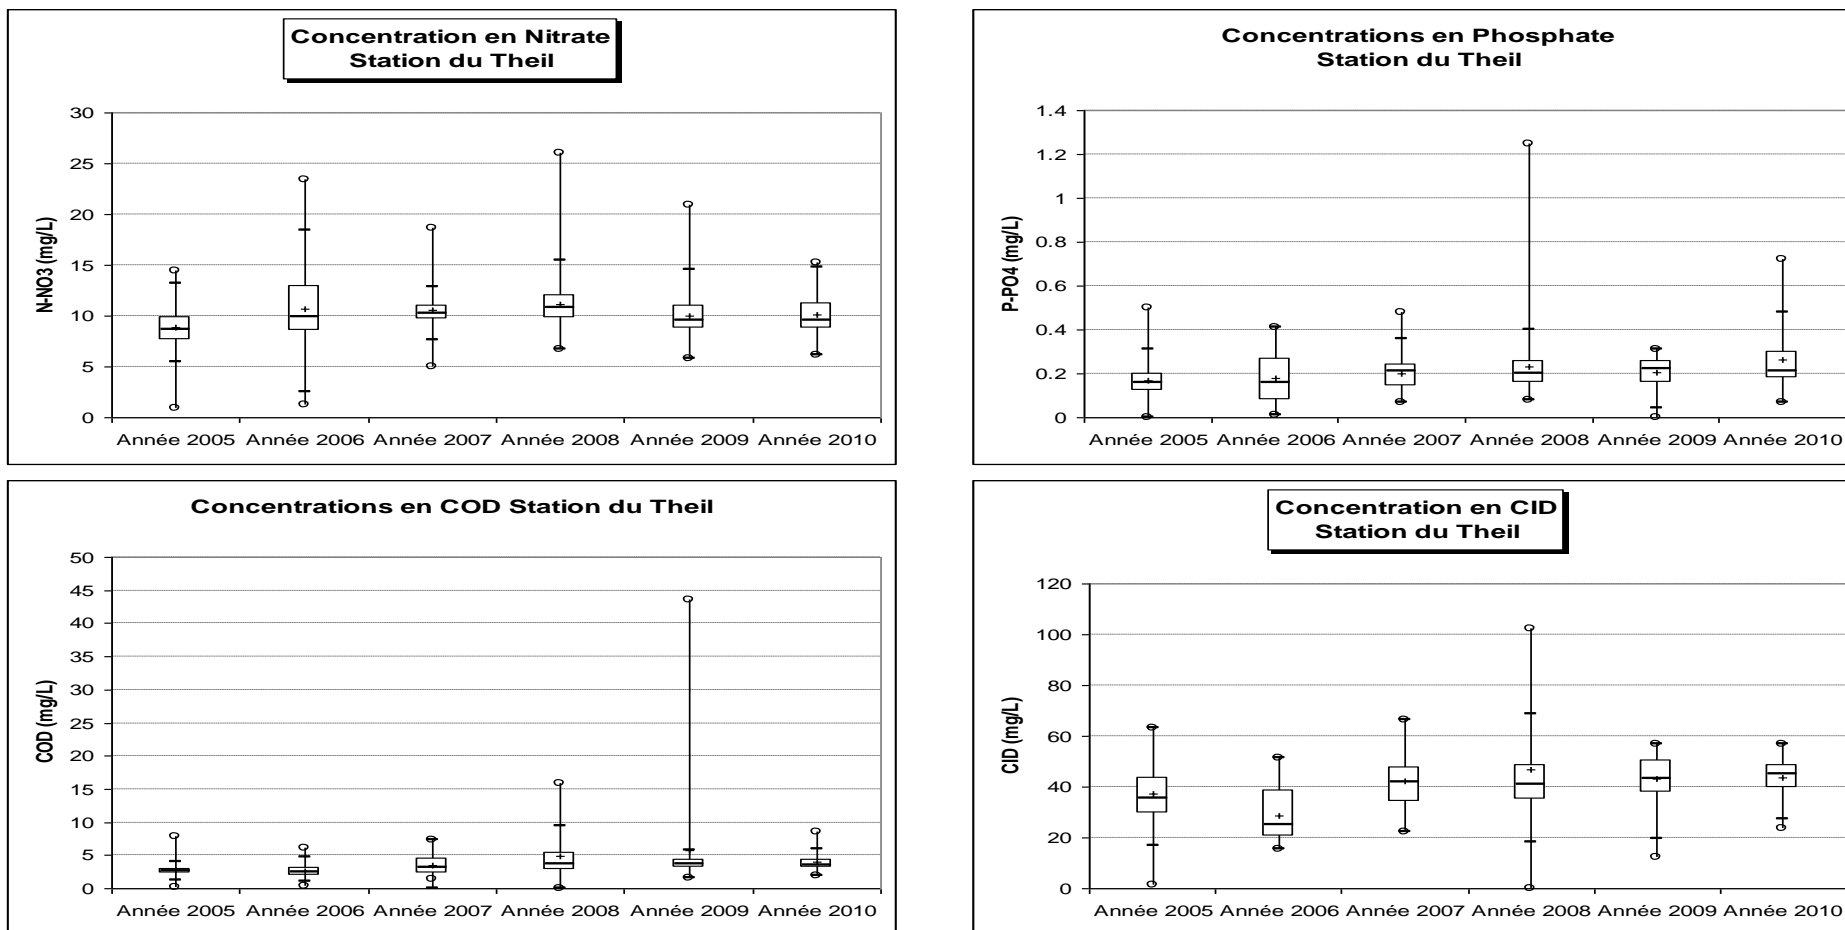 Concentration en Nitrate
Station du Theil
30
25
20
15
10
5
0
N-NO3 (mg/L)
Année 2005 Année 2006 Année 2007 Année 2008 Année 2009 Année 2010
Concentrations en Phosphate
Station du Theil
1.4
1.2
1
0.8
0.6
0.4
0.2
0
P-PO4 (mg/L)
Année 2005 Année 2006 Année 2007 Année 2008 Année 2009 Année 2010
Concentrations en COD Station du Theil
50
45
40
35
30
25
20
15
10
5
0
COD (mg/L)
Année 2005 Année 2006 Année 2007 Année 2008 Année 2009 Année 2010
Concentration en CID
Station du Theil
120
100
80
60
40
20
0
CID (mg/L)
Année 2005 Année 2006 Année 2007 Année 2008 Année 2009 Année 2010